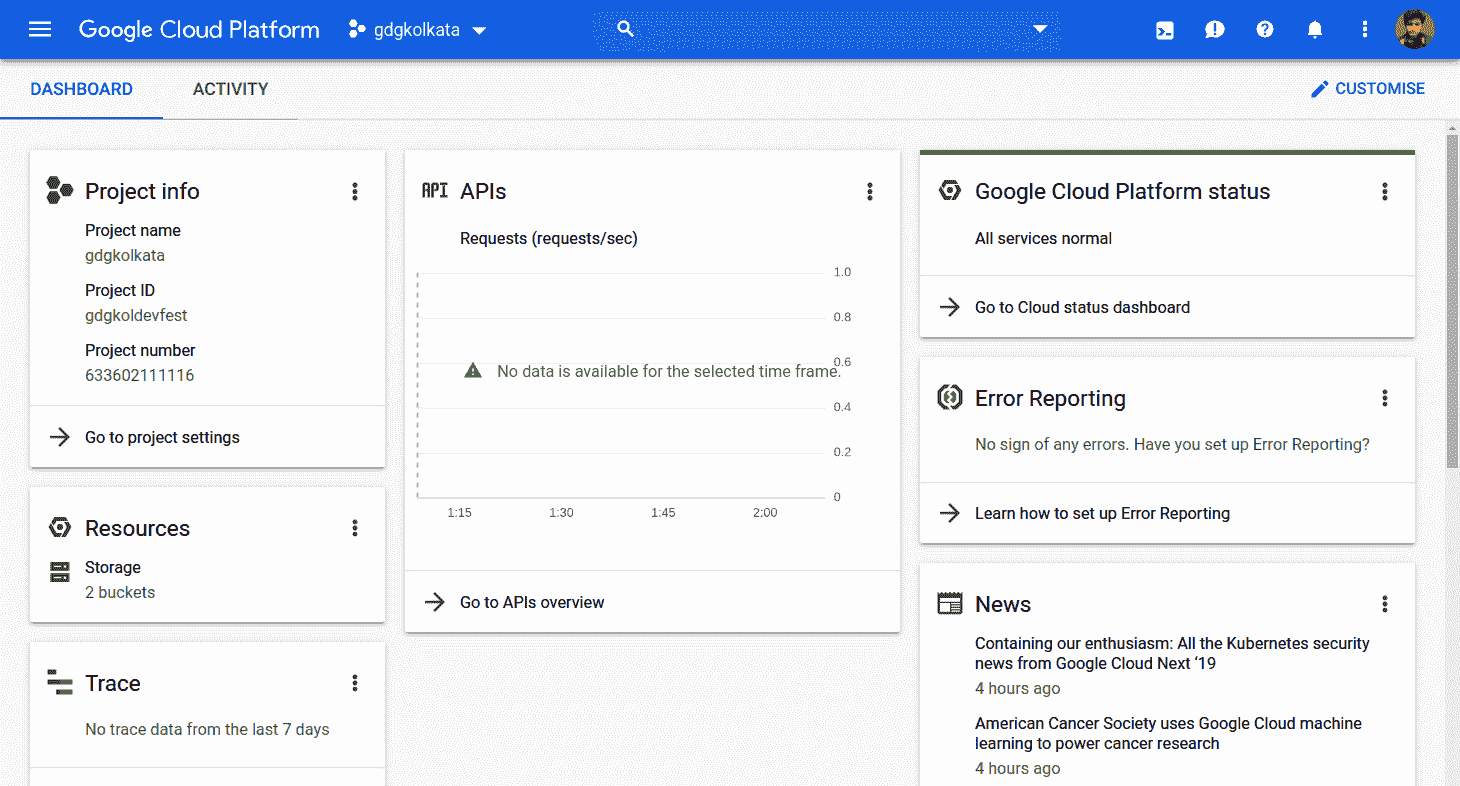 Google Cloud Platform
gdgkolkata
DASHBOARD
ACTIVITY
CUSTOMISE
Project info
Project name
gdgkolkata
Project ID
gdgkoldevfest
Project number
633602111116
Go to project settings
Resources
Storage
2 buckets
Trace
No trace data from the last 7 days
API APIs
Requests (requests/sec)
1.0
0.8
0.6
No data is available for the selected time frame.
0.4
0.2
0
1:15 1:30 1:45 2:00
Go to APIs overview
Google Cloud Platform status
All services normal
Go to Cloud status dashboard
Error Reporting
No sign of any errors. Have you set up Error Reporting?
Learn how to set up Error Reporting
News
Containing our enthusiasm: All the Kubernetes security
news from Google Cloud Next ‘19
4 hours ago
American Cancer Society uses Google Cloud machine
learning to power cancer research
4 hours ago